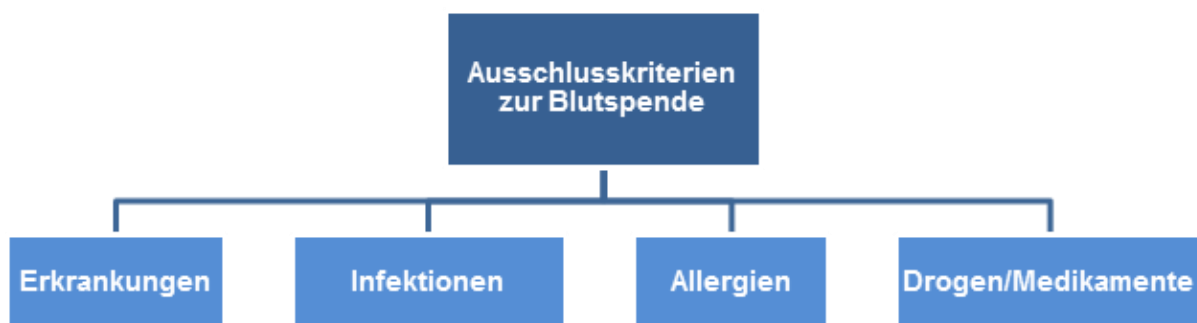 Ausschlusskriterien
zur Blutspende
Erkrankungen
Infektionen
Allergien
Drogen/Medikamente